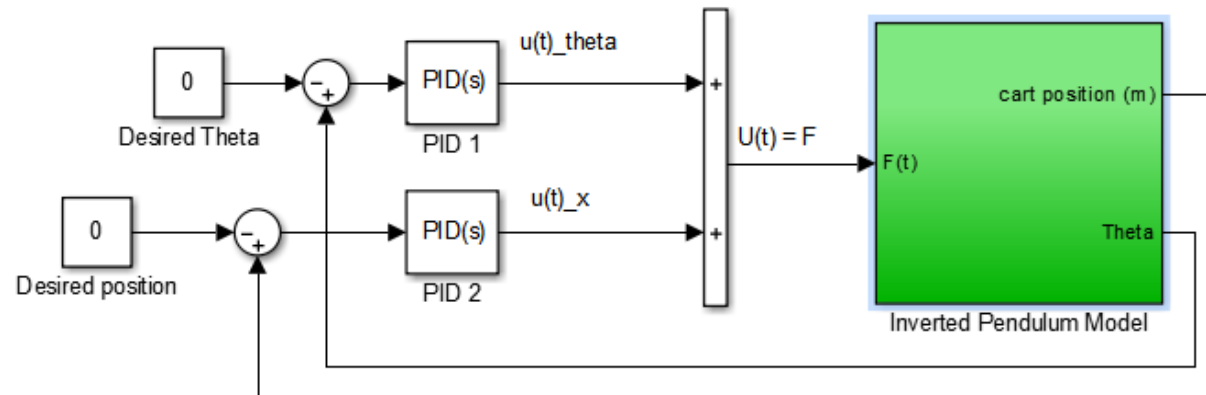 u(t)_theta
0
PID(s)
Desired Theta
PID 1
cart position (m)
U(t) = F
F(t)
u(t)_x
0
PID(s)
Theta
Desired position
PID 2
Inverted Pendulum Model
-
+
-
+
+
+